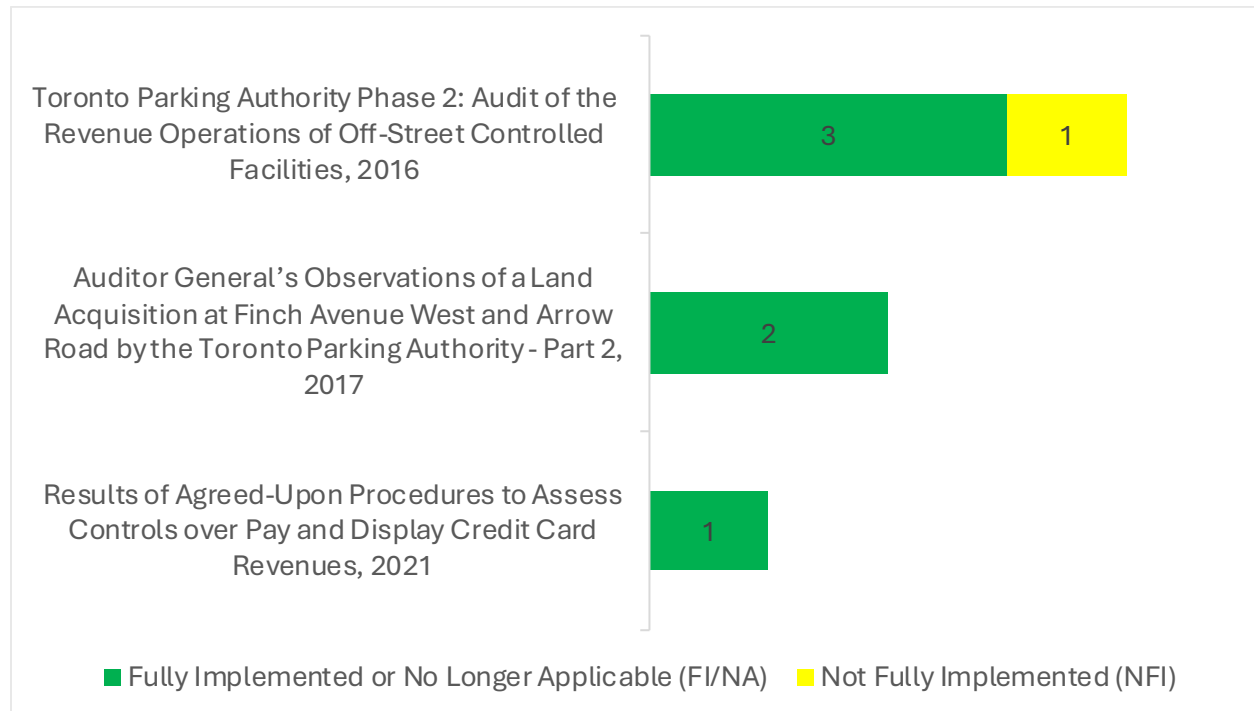 Toronto Parking Authority Phase 2: Audit of the
Revenue Operations of Off-Street Controlled
Facilities, 2016
3
1
Auditor General’s Observations of a Land
Acquisition at Finch Avenue West and Arrow
Road by the Toronto Parking Authority - Part 2,
2017
2
Results of Agreed-Upon Procedures to Assess
Controls over Pay and Display Credit Card
Revenues, 2021
1
Fully Implemented or No Longer Applicable (FI/NA)
Not Fully Implemented (NFI)